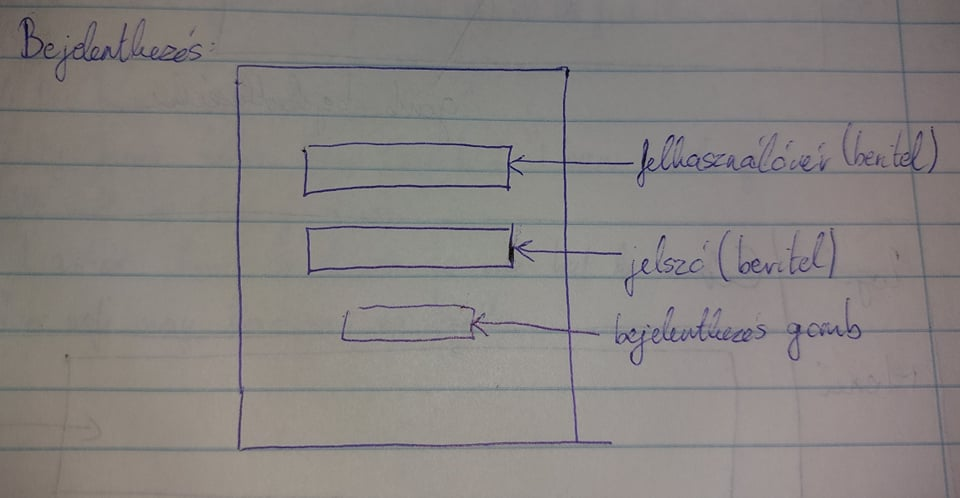 Bejelentkezés:
felhasználónév (bevitel)
jelszó (bevitel)
bejelentkezés gomb